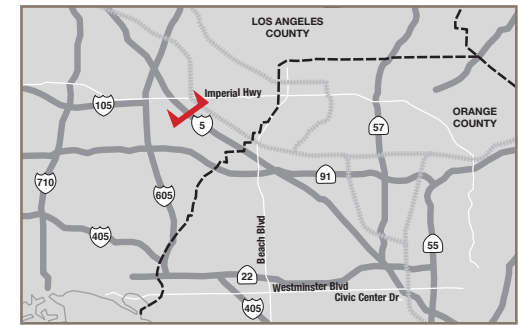 LOS ANGELES
COUNTY
Imperial Hwy
105
5
57
ORANGE
COUNTY
710
605
91
405
Beach Blvd
55
22
Westminster Blvd
Civic Center Dr
405